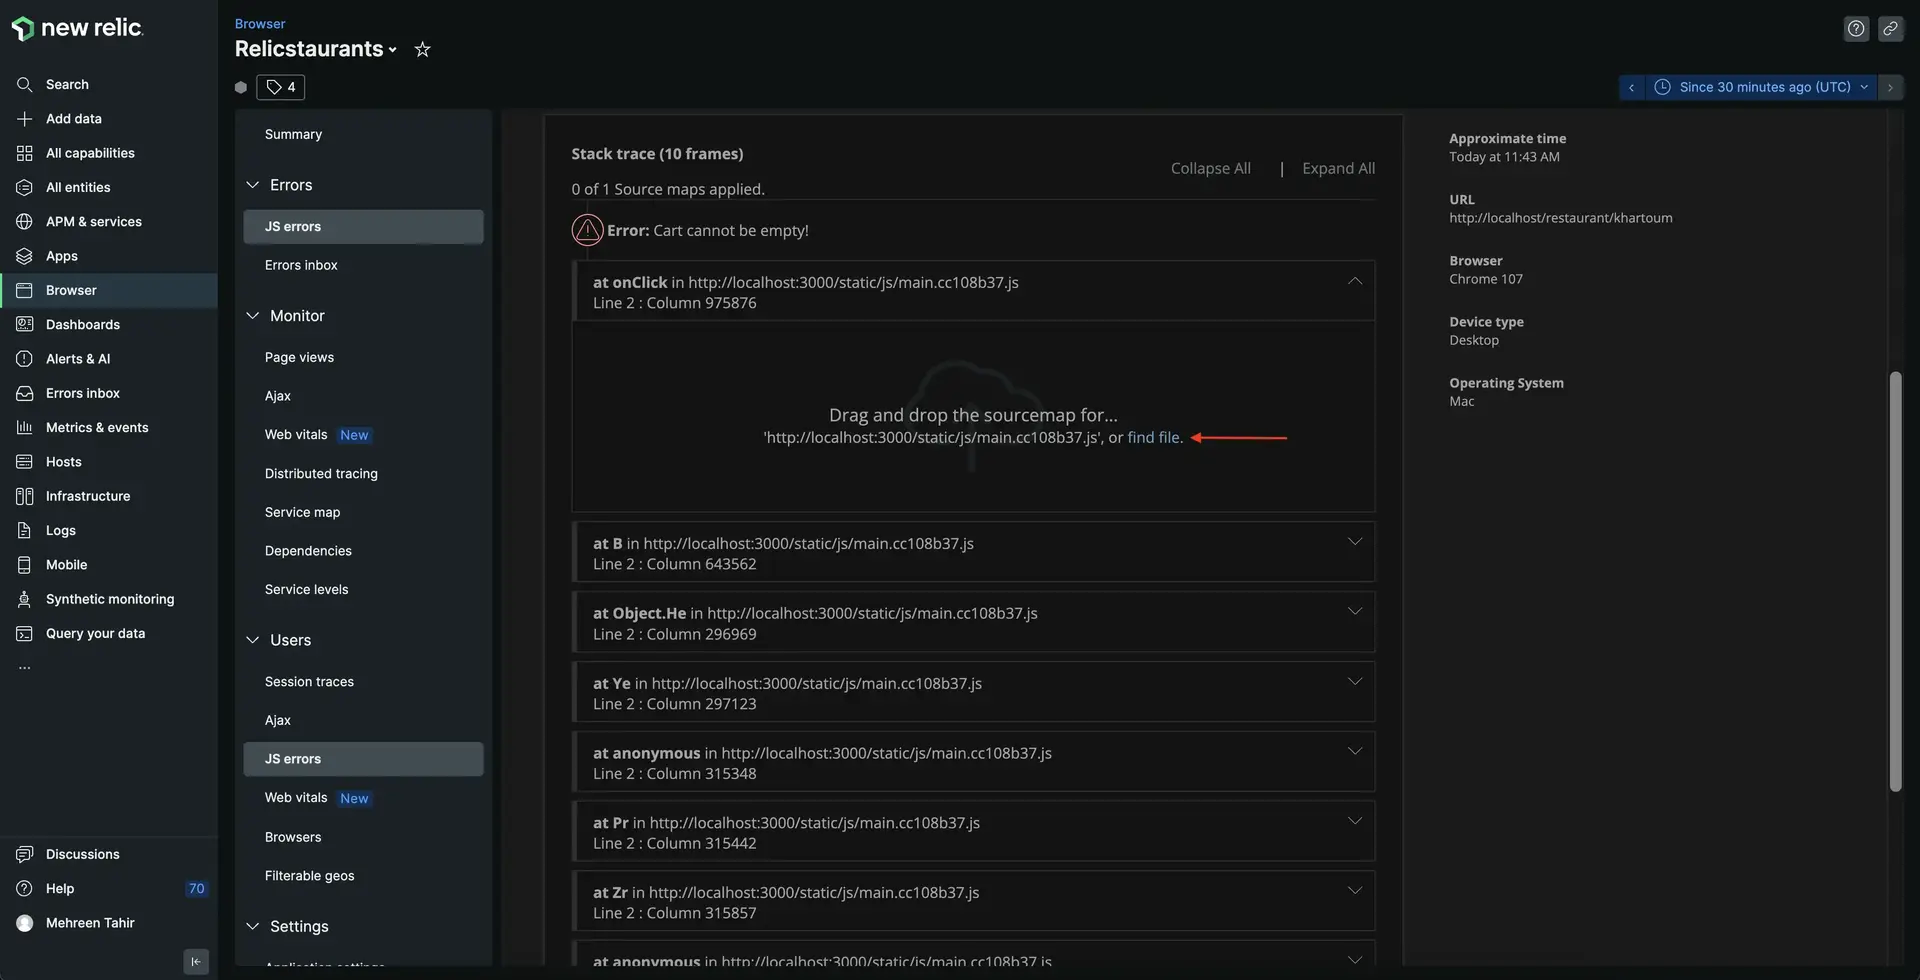 new relic
Search
Add data
All capabilities
All entities
APM & services
Apps
Browser
Dashboards
Alerts & AI
Errors inbox
Metrics & events
Hosts
Infrastructure
Logs
Mobile
Synthetic monitoring
Query your data
...
Discussions
Help 70
Mehreen Tahir
Browser
Relicstaurants
4
Since 30 minutes ago (UTC)
Summary
Errors
JS errors
Errors inbox
Monitor
Page views
Ajax
Web vitals New
Distributed tracing
Service map
Dependencies
Service levels
Users
Session traces
Ajax
JS errors
Web vitals New
Browsers
Filterable geos
Settings
Application settings
Stack trace (10 frames)
Collapse All | Expand All
0 of 1 Source maps applied.
Error: Cart cannot be empty!
at onClick in http://localhost:3000/static/js/main.cc108b37.js
Line 2 : Column 975876
Drag and drop the sourcemap for...
'http://localhost:3000/static/js/main.cc108b37.js', or find file.
at B in http://localhost:3000/static/js/main.cc108b37.js
Line 2 : Column 643562
at Object.He in http://localhost:3000/static/js/main.cc108b37.js
Line 2 : Column 296969
at Ye in http://localhost:3000/static/js/main.cc108b37.js
Line 2 : Column 297123
at anonymous in http://localhost:3000/static/js/main.cc108b37.js
Line 2 : Column 315348
at Pr in http://localhost:3000/static/js/main.cc108b37.js
Line 2 : Column 315442
at Zr in http://localhost:3000/static/js/main.cc108b37.js
Line 2 : Column 315857
at anonymous in http://localhost:3000/static/js/main.cc108b37.js
Approximate time
Today at 11:43 AM
URL
http://localhost/restaurant/khartoum
Browser
Chrome 107
Device type
Desktop
Operating System
Mac